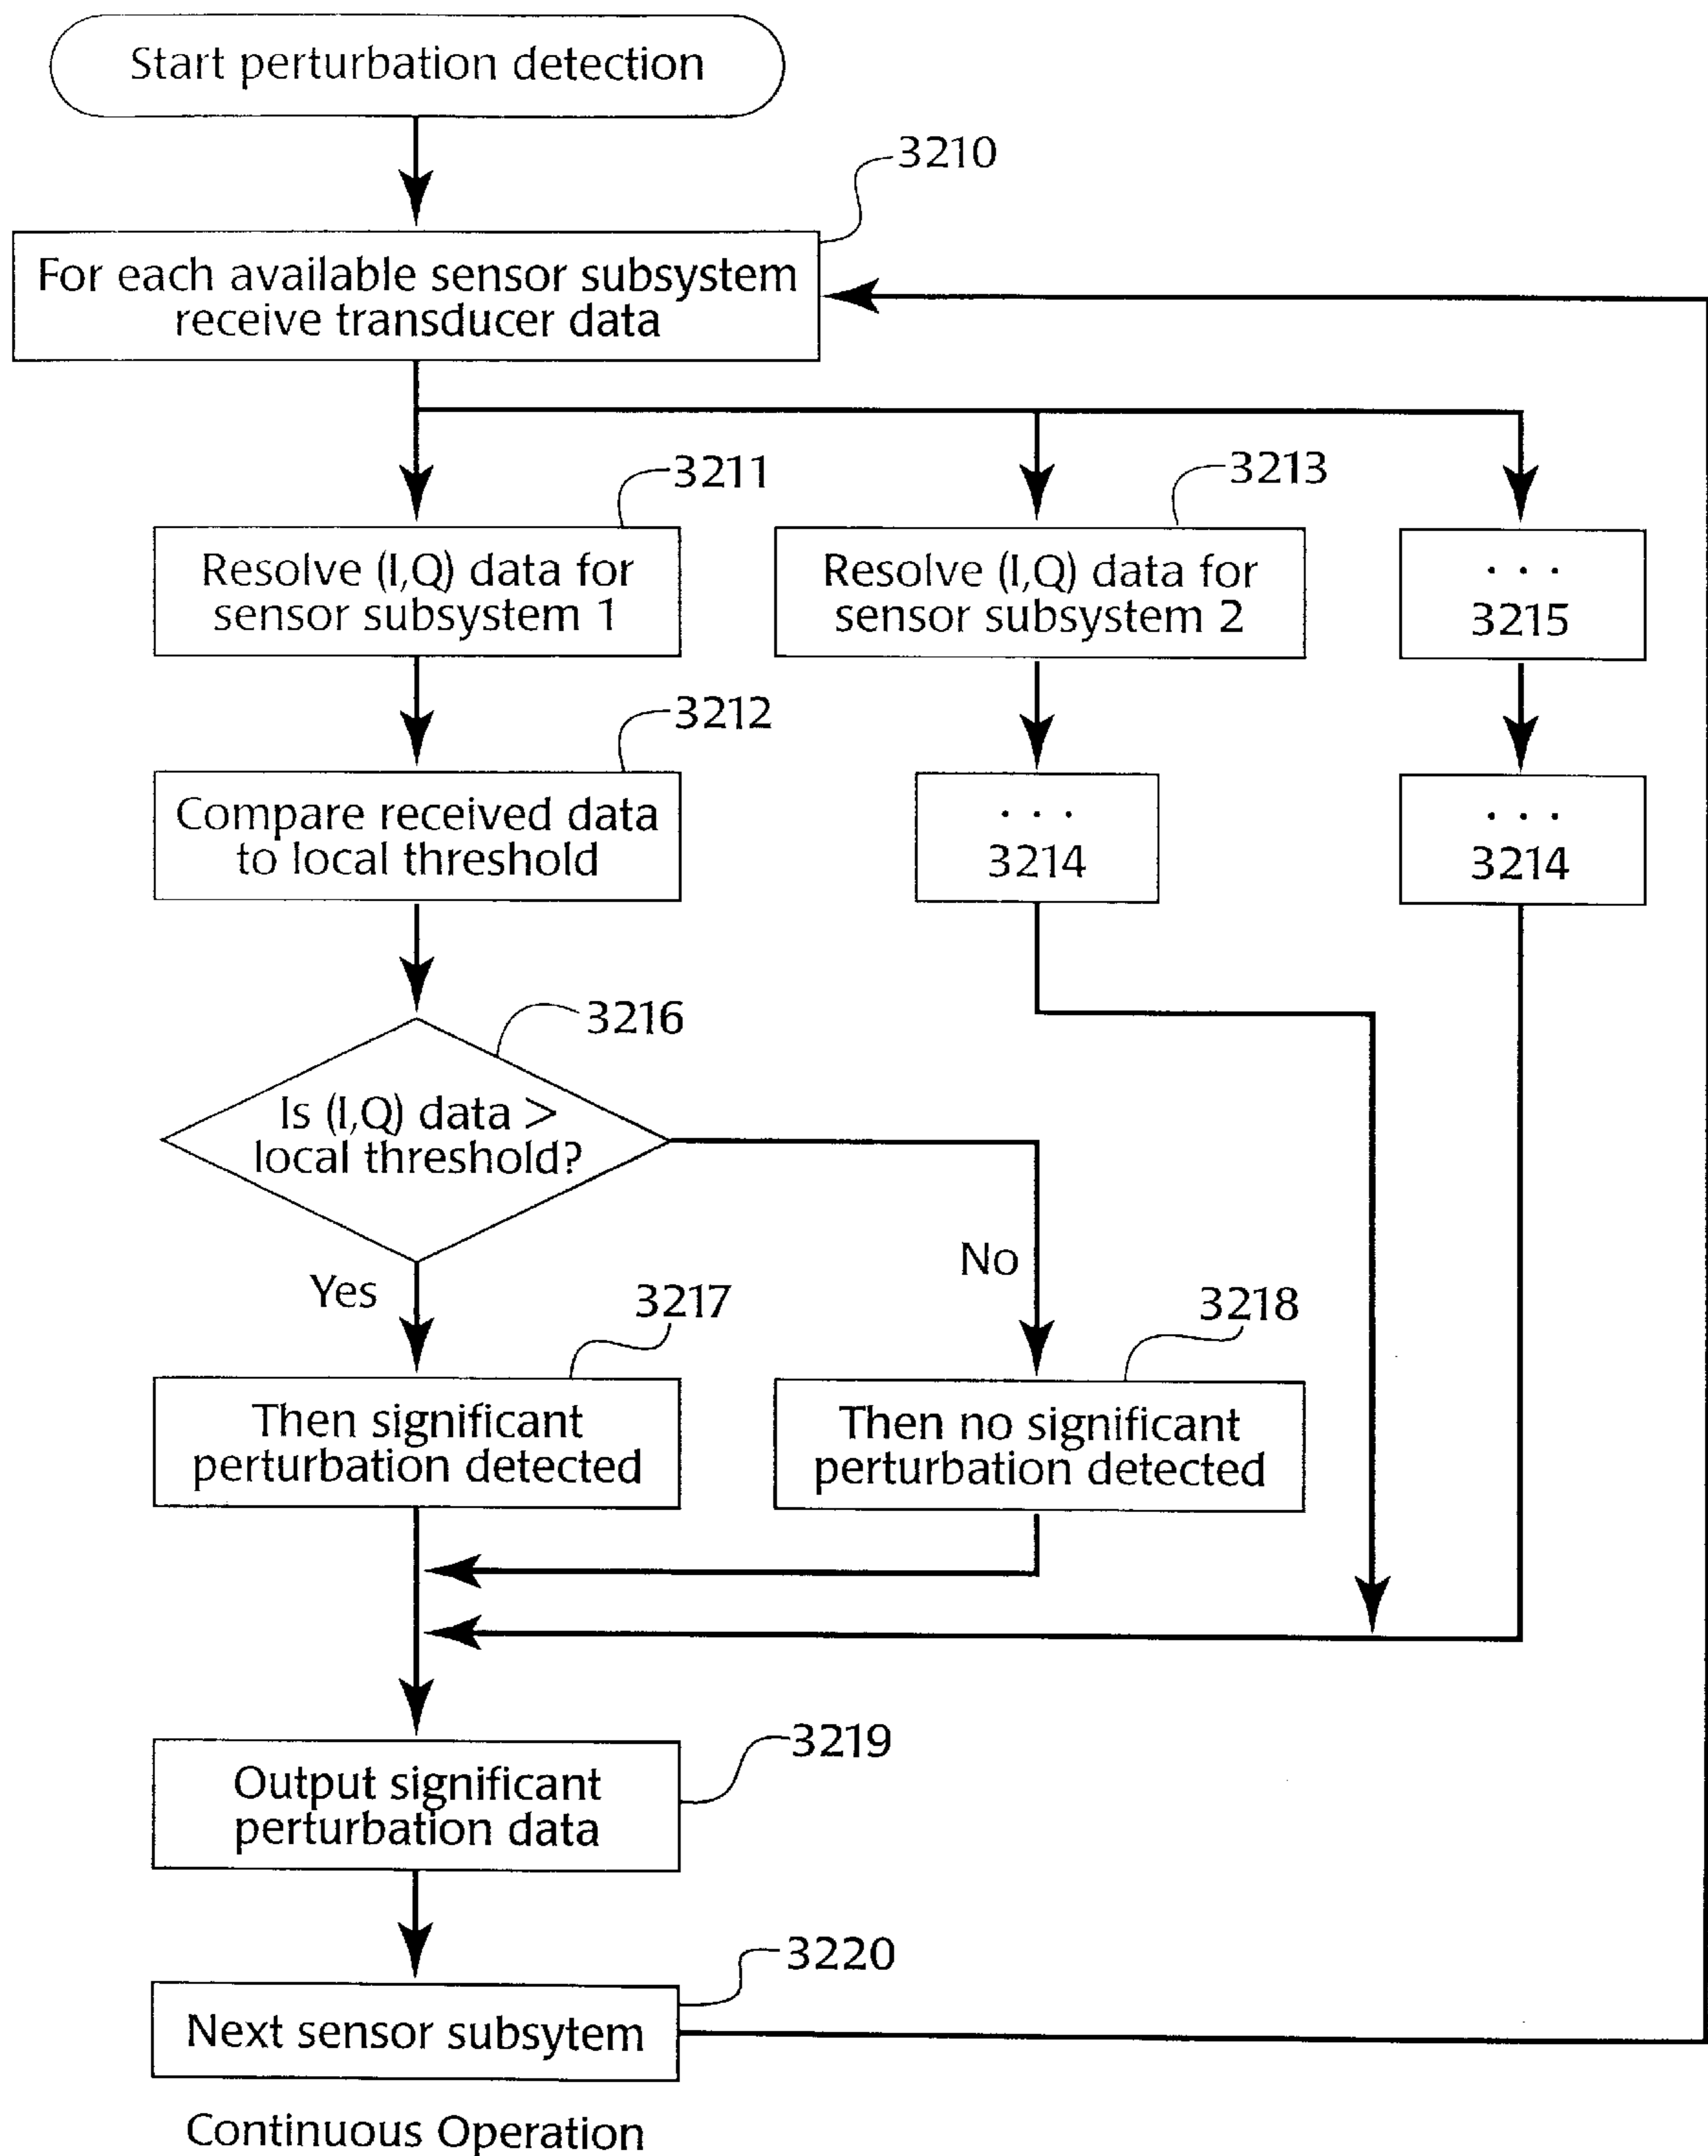 Start perturbation detection
3210
For each available sensor subsystem
receive transducer data
3211
3213
Resolve (I,Q) data for
sensor subsystem 1
Resolve (I,Q) data for
sensor subsystem 2
. . .
3215
3212
Compare received data
to local threshold
. . .
3214
. . .
3214
3216
Is (I,Q) data >
local threshold?
Yes
No
3217
3218
Then significant
perturbation detected
Then no significant
perturbation detected
3219
Output significant
perturbation data
3220
Next sensor subsytem
Continuous Operation